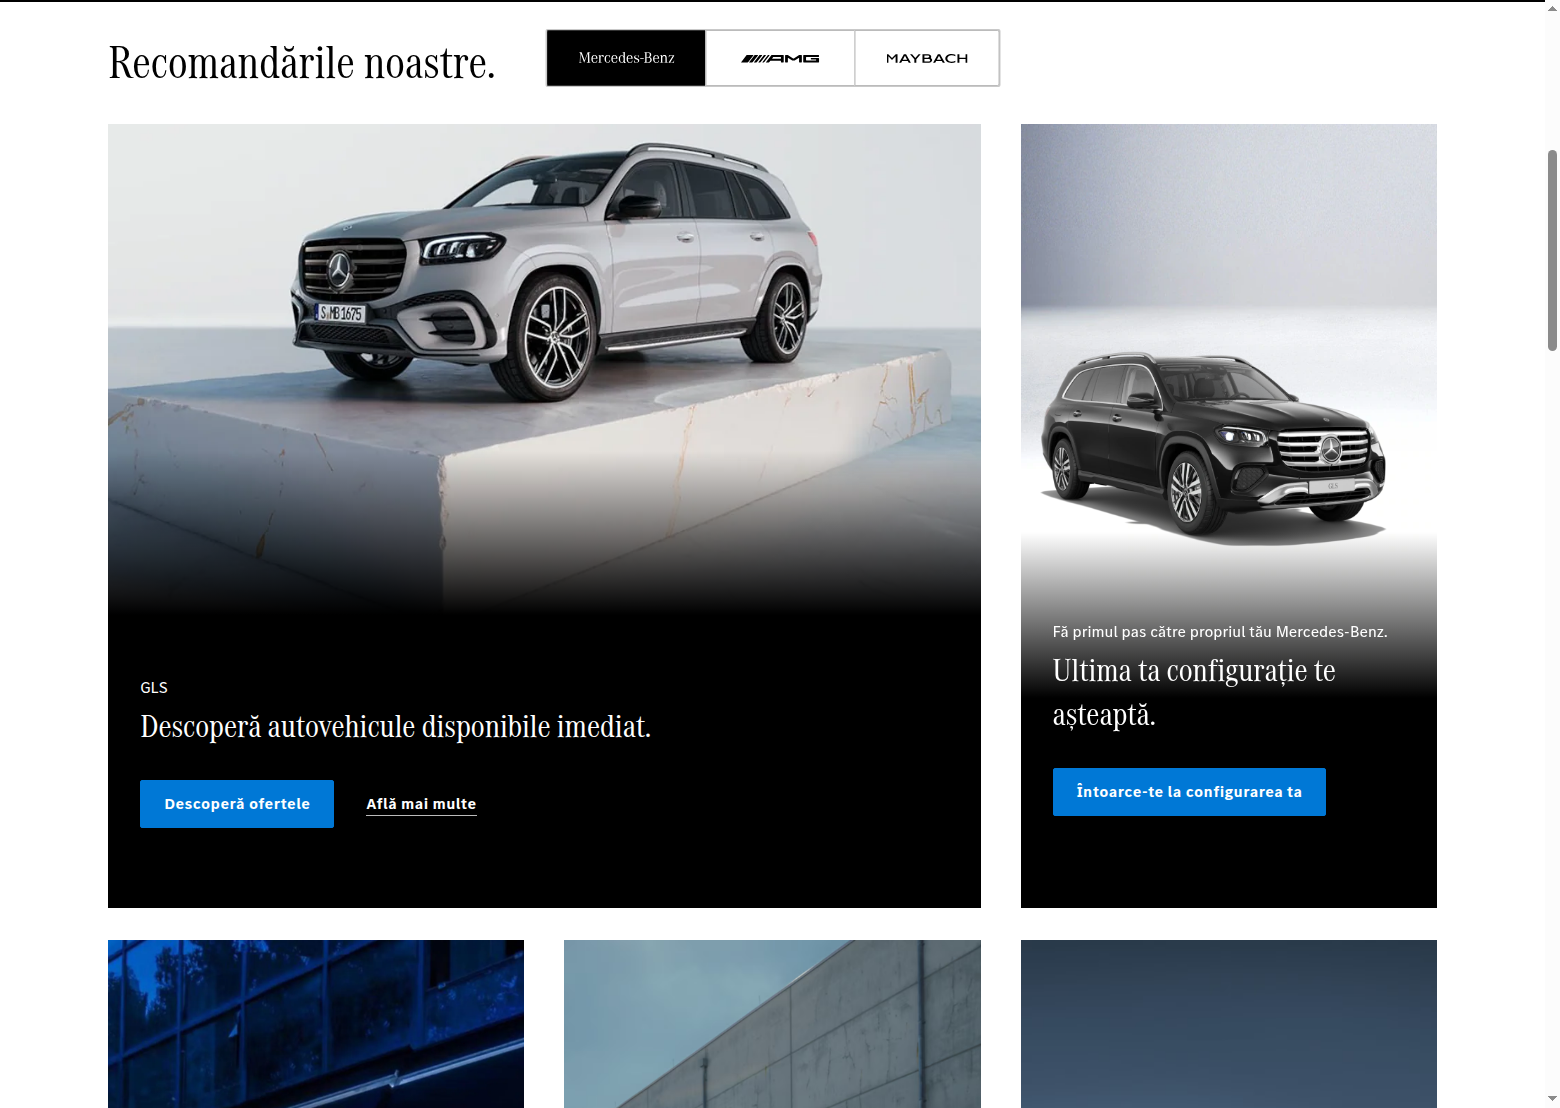 Recomandările noastre.
Mercedes-Benz
AMG
MAYBACH
S MB 1675
GLS
GLS
Descoperă autovehicule disponibile imediat.
Descoperă ofertele
Află mai multe
Fă primul pas către propriul tău Mercedes-Benz.
Ultima ta configurație te
așteaptă.
Întoarce-te la configurarea ta